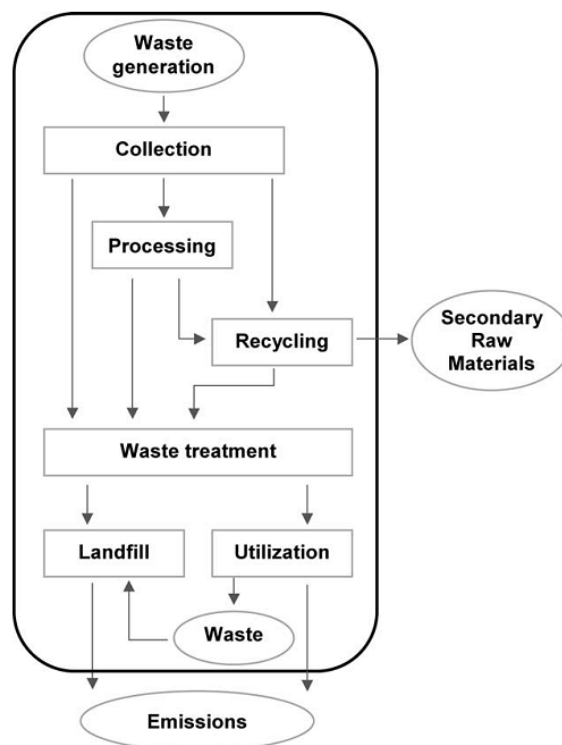 Waste
generation
Collection
Processing
Recycling
Secondary
Raw
Materials
Waste treatment
Landfill
Utilization
Waste
Emissions